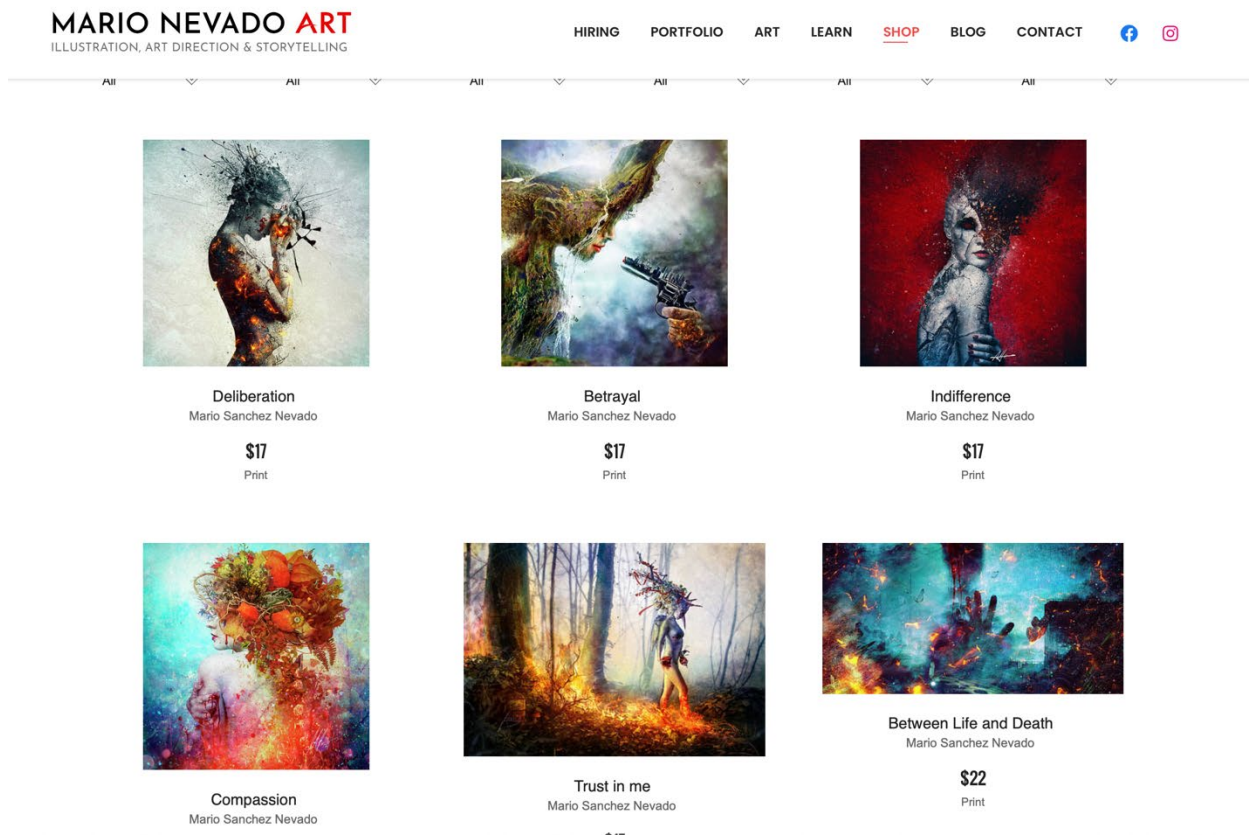 MARIO NEVADO ART
ILLUSTRATION, ART DIRECTION & STORYTELLING
HIRING PORTFOLIO ART LEARN SHOP BLOG CONTACT
All All All All All All
Deliberation Betrayal Indifference
Mario Sanchez Nevado Mario Sanchez Nevado Mario Sanchez Nevado
$17 $17 $17
Print Print Print
Compassion Trust in me Between Life and Death
Mario Sanchez Nevado Mario Sanchez Nevado Mario Sanchez Nevado
$22
Print